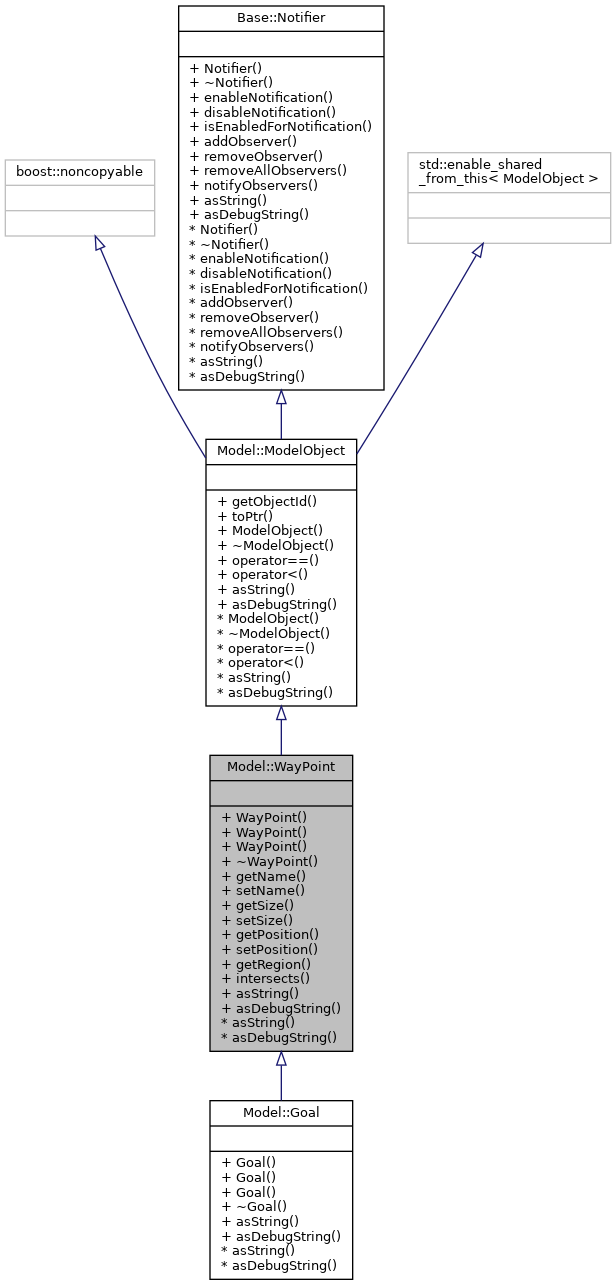 Base::Notifier
+ Notifier()
+ ~Notifier()
+ enableNotification()
+ disableNotification()
+ isEnabledForNotification()
+ addObserver()
+ removeObserver()
+ removeAllObservers()
+ notifyObservers()
+ asString()
+ asDebugString()
* Notifier()
* ~Notifier()
* enableNotification()
* disableNotification()
* isEnabledForNotification()
* addObserver()
* removeObserver()
* removeAllObservers()
* notifyObservers()
* asString()
* asDebugString()
boost::noncopyable
std::enable_shared
_from_this< ModelObject >
Model::ModelObject
+ getObjectId()
+ toPtr()
+ ModelObject()
+ ~ModelObject()
+ operator==()
+ operator<()
+ asString()
+ asDebugString()
* ModelObject()
* ~ModelObject()
* operator==()
* operator<()
* asString()
* asDebugString()
Model::WayPoint
+ WayPoint()
+ WayPoint()
+ WayPoint()
+ ~WayPoint()
+ getName()
+ setName()
+ getSize()
+ setSize()
+ getPosition()
+ setPosition()
+ getRegion()
+ intersects()
+ asString()
+ asDebugString()
* asString()
* asDebugString()
Model::Goal
+ Goal()
+ Goal()
+ Goal()
+ ~Goal()
+ asString()
+ asDebugString()
* asString()
* asDebugString()